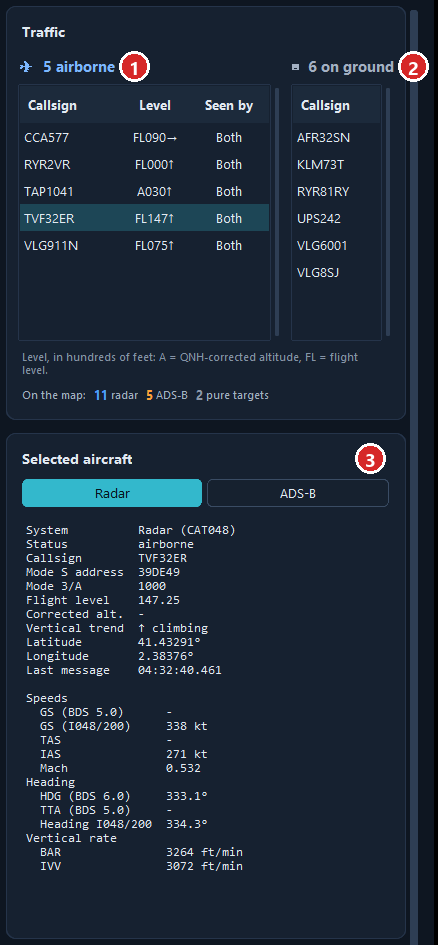 Traffic
5 airborne 1
6 on ground 2
Callsign Level Seen by
CCA577 FL090→ Both
RYR2VR FL000↑ Both
TAP1041 A030↑ Both
TVF32ER FL147↑ Both
VLG911N FL075↑ Both
Callsign
AFR32SN
KLM73T
RYR81RY
UPS242
VLG6001
VLG8SJ
Level, in hundreds of feet: A = QNH-corrected altitude, FL = flight
level.
On the map: 11 radar 5 ADS-B 2 pure targets
Selected aircraft 3
Radar ADS-B
System Radar (CAT048)
Status airborne
Callsign TVF32ER
Mode S address 39DE49
Mode 3/A 1000
Flight level 147.25
Corrected alt. -
Vertical trend ↑ climbing
Latitude 41.43291°
Longitude 2.38376°
Last message 04:32:40.461
Speeds
GS (BDS 5.0) -
GS (I048/200) 338 kt
TAS -
IAS 271 kt
Mach 0.532
Heading
HDG (BDS 6.0) 333.1°
TTA (BDS 5.0) -
Heading I048/200 334.3°
Vertical rate
BAR 3264 ft/min
IVV 3072 ft/min